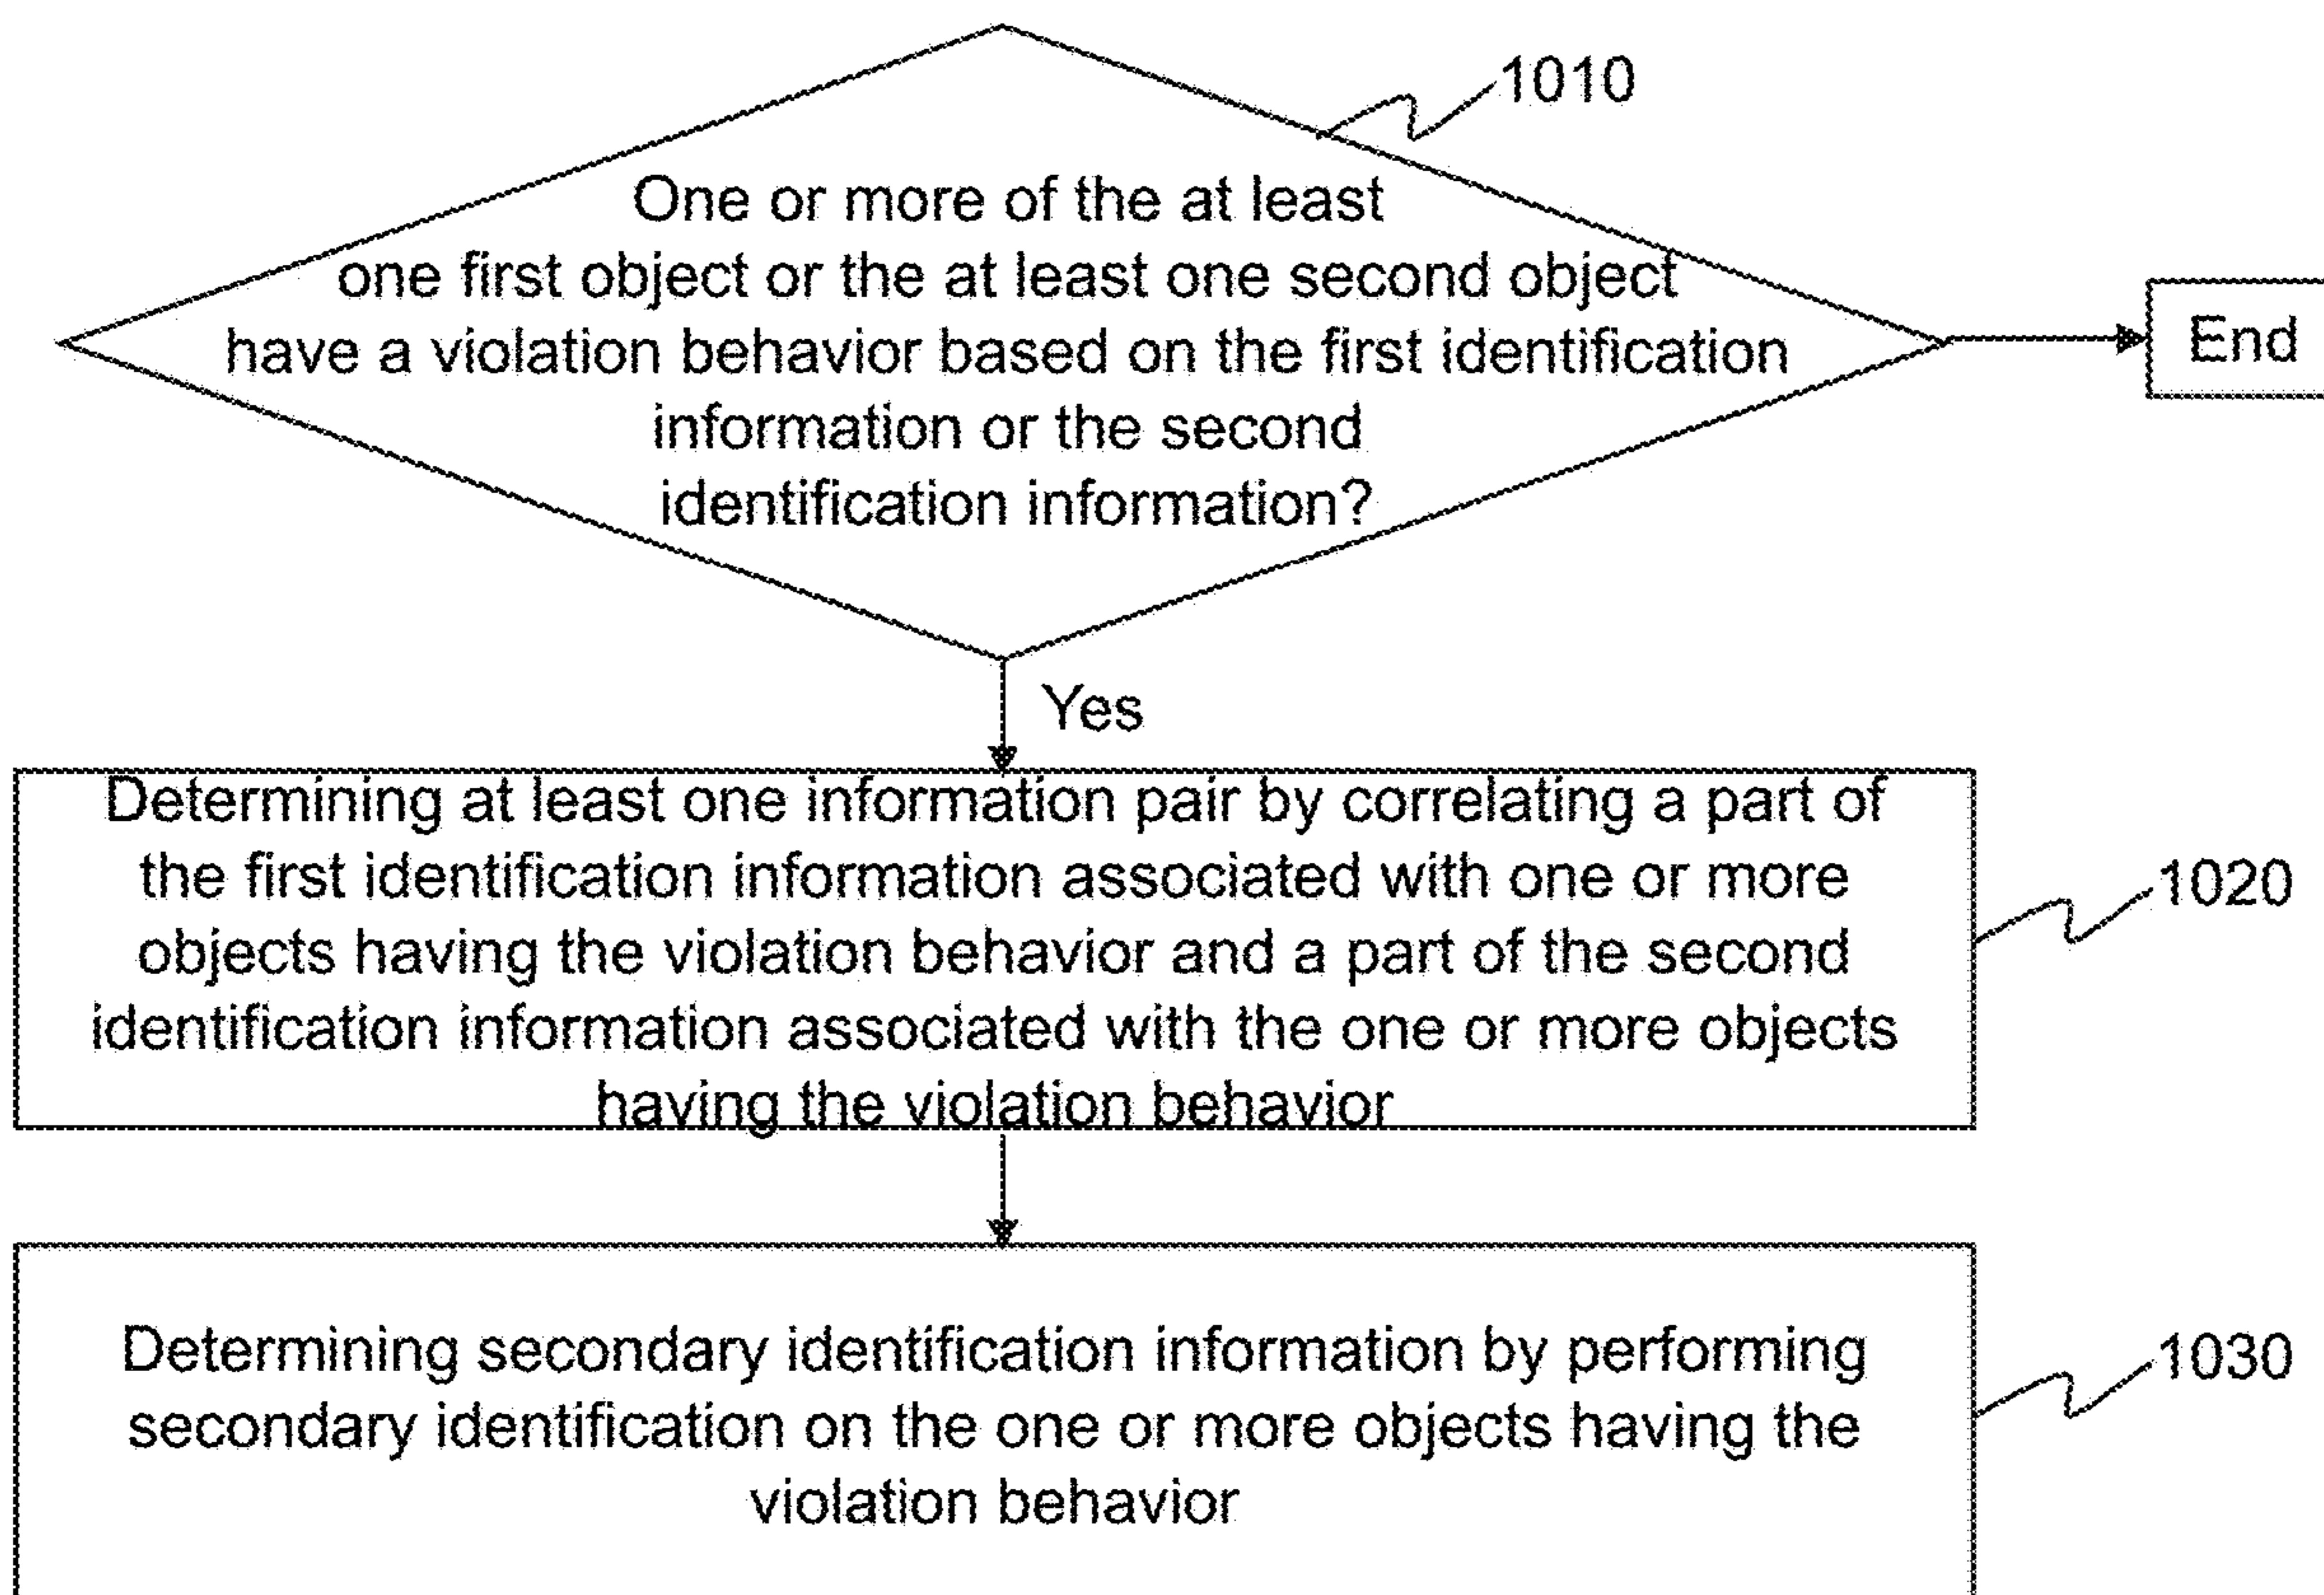 1010
One or more of the at least
one first object or the at least one second object
have a violation behavior based on the first identification
information or the second
identification information?
End
Yes
Determining at least one information pair by correlating a part of
the first identification information associated with one or more
objects having the violation behavior and a part of the second
identification information associated with the one or more objects
having the violation behavior
1020
Determining secondary identification information by performing
secondary identification on the one or more objects having the
violation behavior
1030